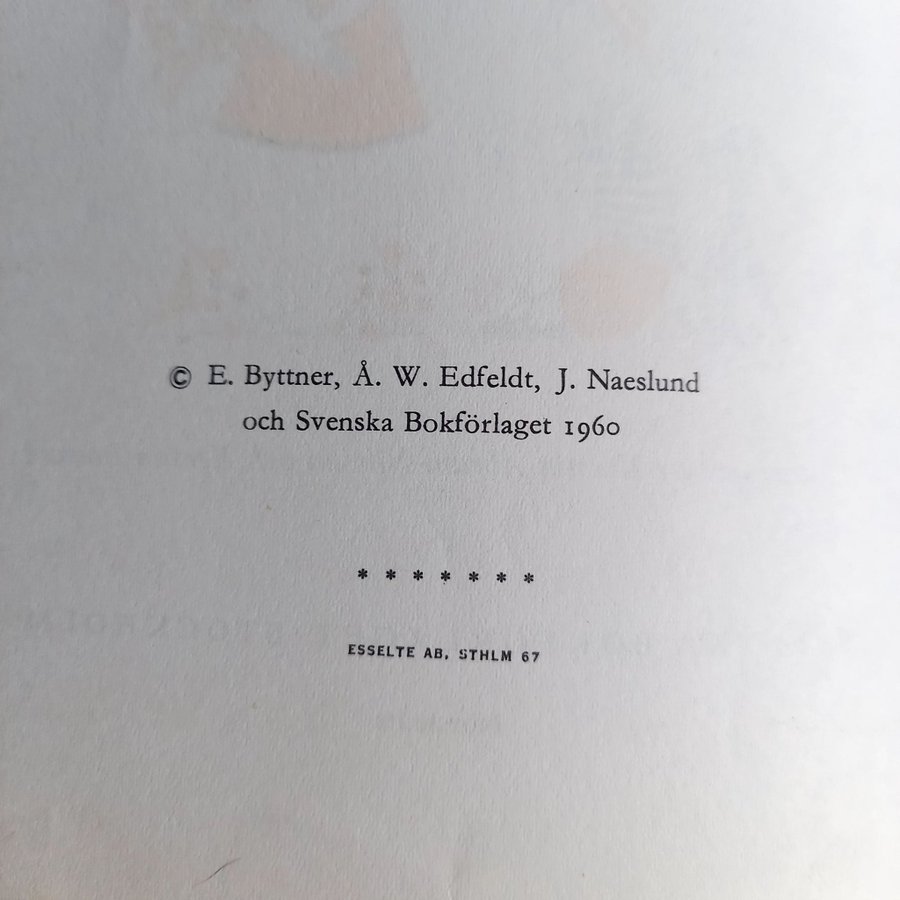 © E. Byttner, Å. W. Edfeldt, J. Naeslund
och Svenska Bokförlaget 1960
* * * * * * *
ESSELTE AB, STHLM 67